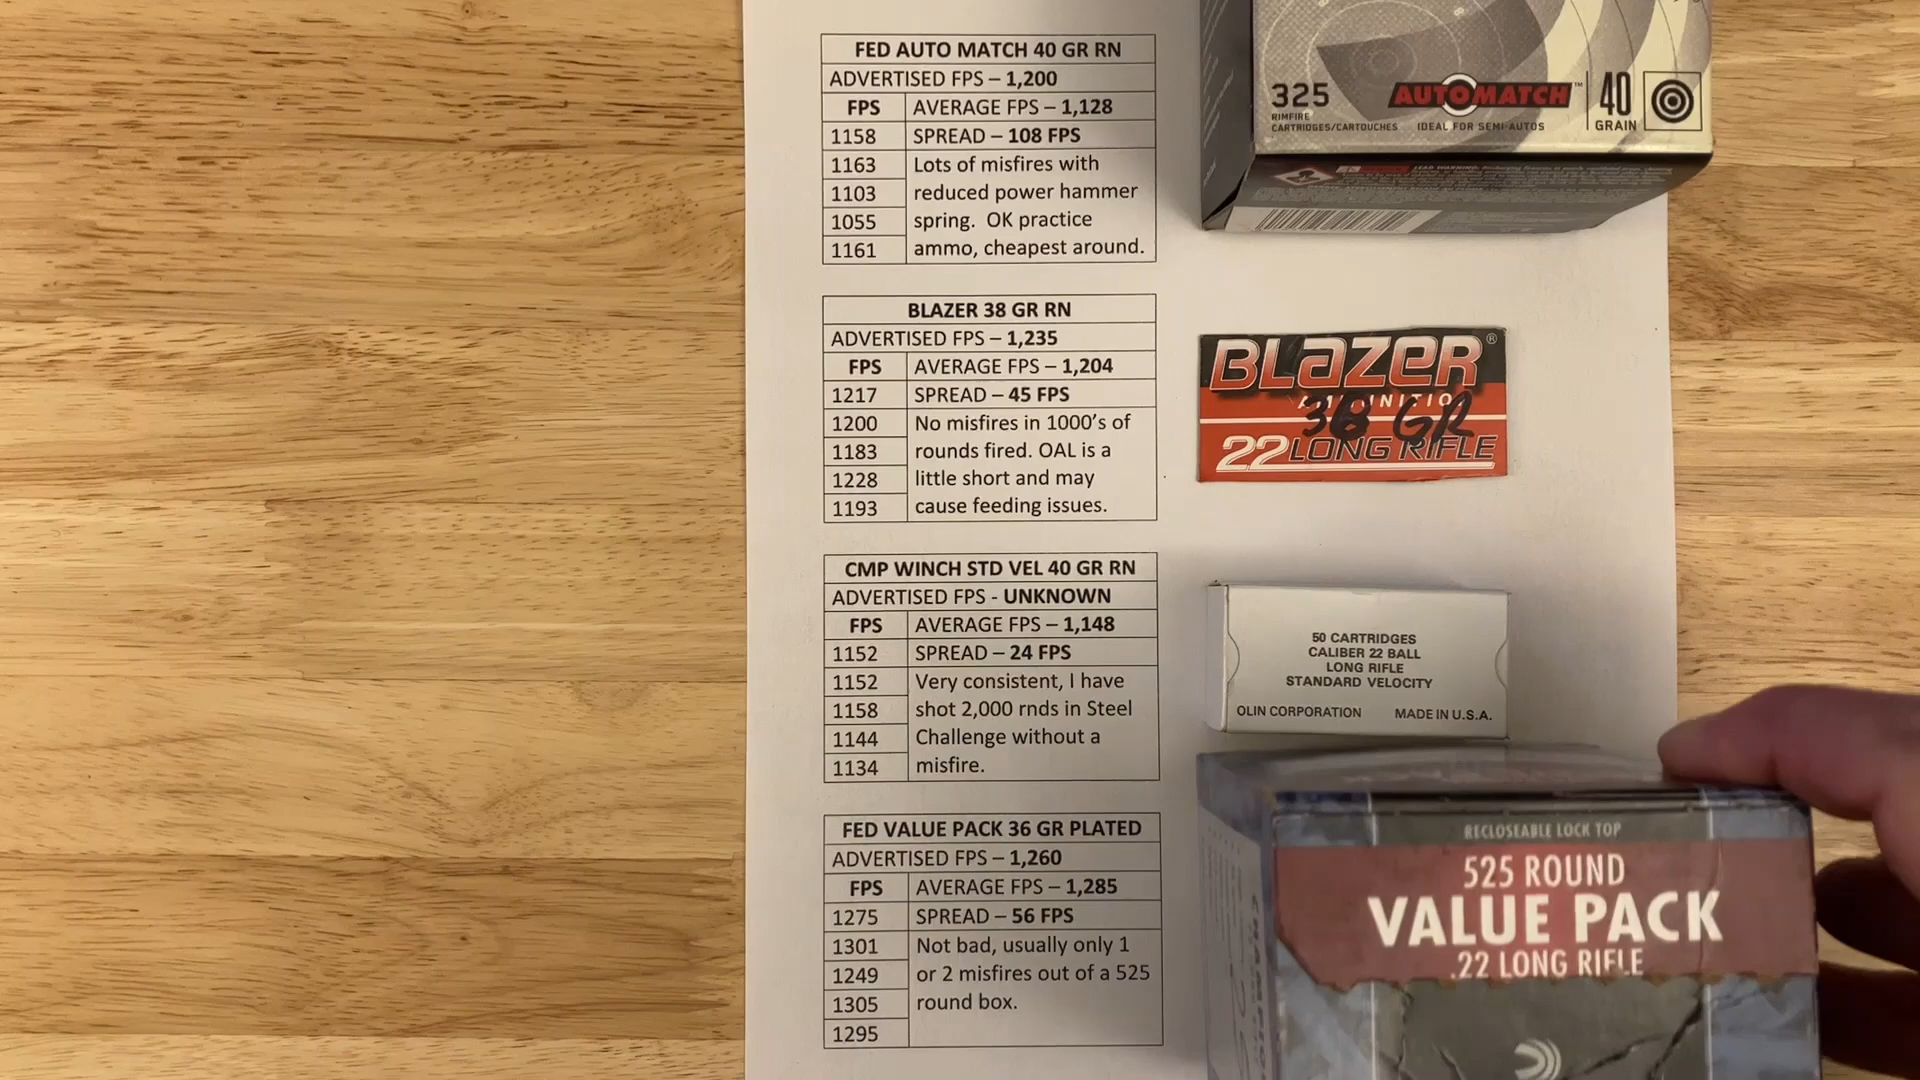 FED AUTO MATCH 40 GR RN
ADVERTISED FPS – 1,200
FPS AVERAGE FPS – 1,128
1158 SPREAD – 108 FPS
1163 Lots of misfires with
1103 reduced power hammer
1055 spring. OK practice
1161 ammo, cheapest around.
BLAZER 38 GR RN
ADVERTISED FPS – 1,235
FPS AVERAGE FPS – 1,204
1217 SPREAD – 45 FPS
1200 No misfires in 1000's of
1183 rounds fired. OAL is a
1228 little short and may
1193 cause feeding issues.
CMP WINCH STD VEL 40 GR RN
ADVERTISED FPS - UNKNOWN
FPS AVERAGE FPS – 1,148
1152 SPREAD – 24 FPS
1152 Very consistent, I have
1158 shot 2,000 rnds in Steel
1144 Challenge without a
1134 misfire.
FED VALUE PACK 36 GR PLATED
ADVERTISED FPS – 1,260
FPS AVERAGE FPS – 1,285
1275 SPREAD – 56 FPS
1301 Not bad, usually only 1
1249 or 2 misfires out of a 525
1305 round box.
1295
325 AUTOMATCH™ 40
RIMFIRE
CARTRIDGES/CARTOUCHES IDEAL FOR SEMI-AUTOS GRAIN
BLaZeR®
AMMUNITION
38 GR
22 LONG RIFLE
50 CARTRIDGES
CALIBER 22 BALL
LONG RIFLE
STANDARD VELOCITY
OLIN CORPORATION MADE IN U.S.A.
RECLOSEABLE LOCK TOP
525 ROUND
VALUE PACK
.22 LONG RIFLE